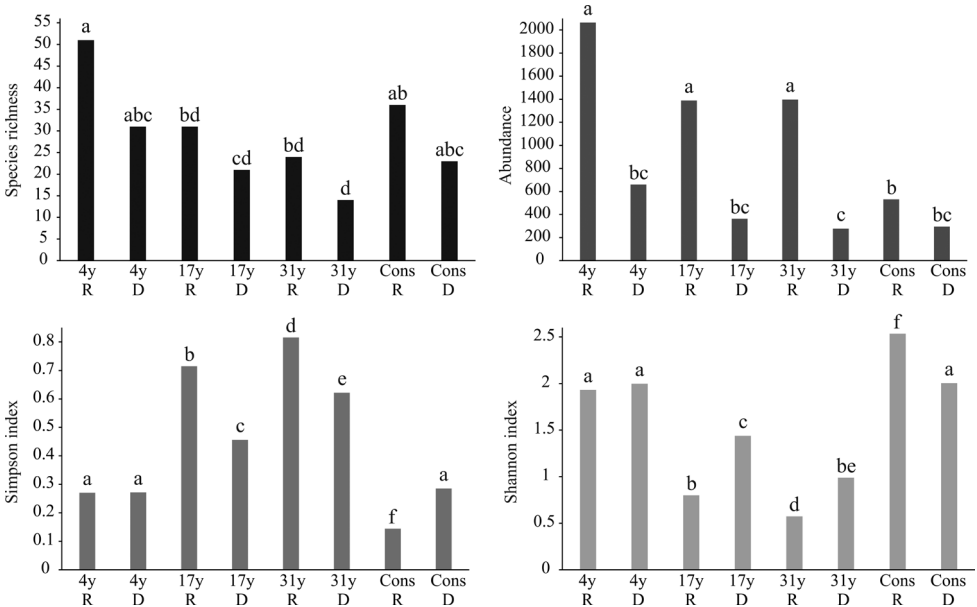 Species richness
55
50
45
40
35
30
25
20
15
10
5
0
a
abc
bd
cd
bd
d
ab
abc
4y 4y 17y 17y 31y 31y Cons Cons
R D R D R D R D
Abundance
2000
1800
1600
1400
1200
1000
800
600
400
200
0
a
bc
a
bc
a
c
b
bc
4y 4y 17y 17y 31y 31y Cons Cons
R D R D R D R D
Simpson index
0.8
0.7
0.6
0.5
0.4
0.3
0.2
0.1
0
a
a
b
c
d
e
f
a
4y 4y 17y 17y 31y 31y Cons Cons
R D R D R D R D
Shannon index
2.5
2
1.5
1
0.5
0
a
a
b
c
d
be
f
a
4y 4y 17y 17y 31y 31y Cons Cons
R D R D R D R D